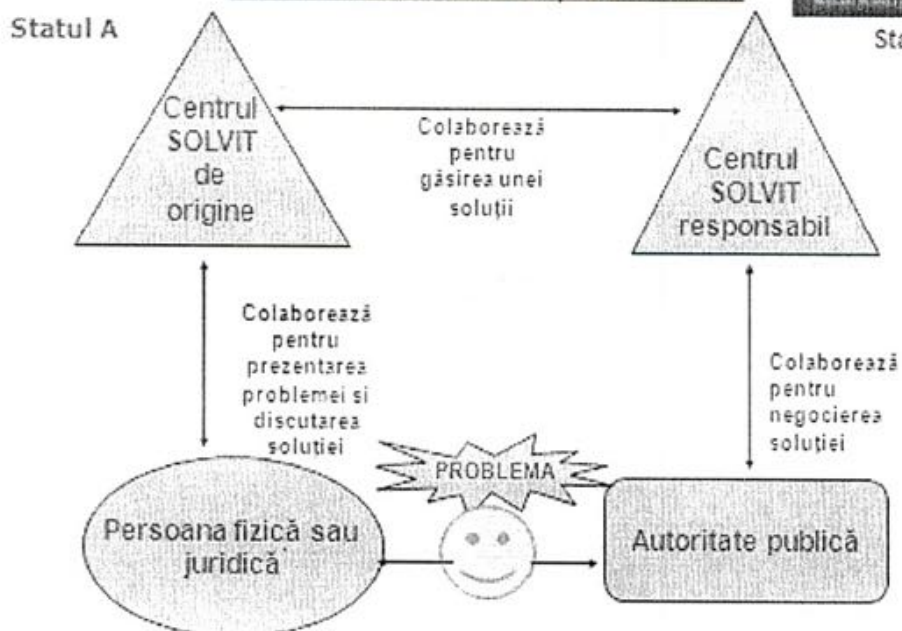 Statul A
Sta
Centrul
SOLVIT
de
origine
Colaborează
pentru
găsirea unei
soluții
Centrul
SOLVIT
responsabil
Colaborează
pentru
prezentarea
problemei si
discutarea
soluției
Colaborează
pentru
negocierea
soluției
PROBLEMA
Persoana fizică sau
juridică
Autoritate publică